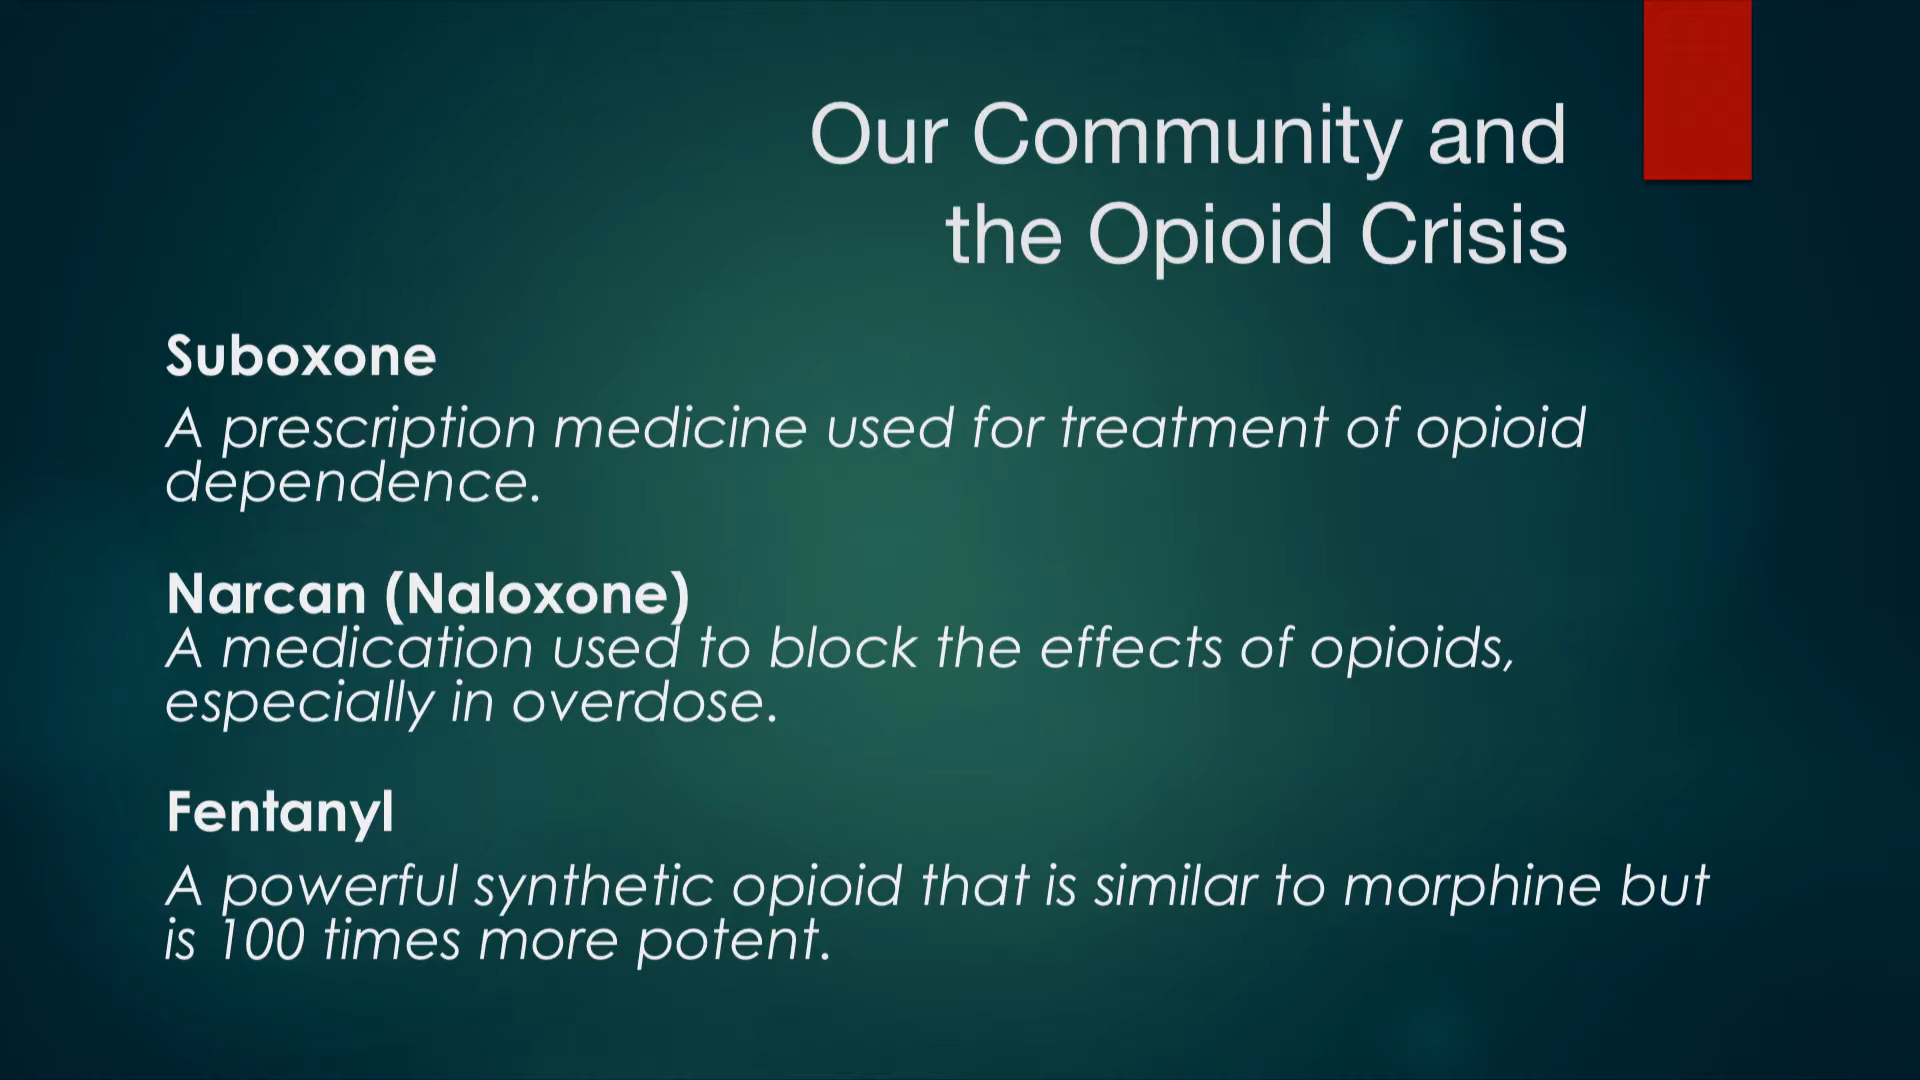 Our Community and
the Opioid Crisis
Suboxone
A prescription medicine used for treatment of opioid
dependence.
Narcan (Naloxone)
A medication used to block the effects of opioids,
especially in overdose.
Fentanyl
A powerful synthetic opioid that is similar to morphine but
is 100 times more potent.